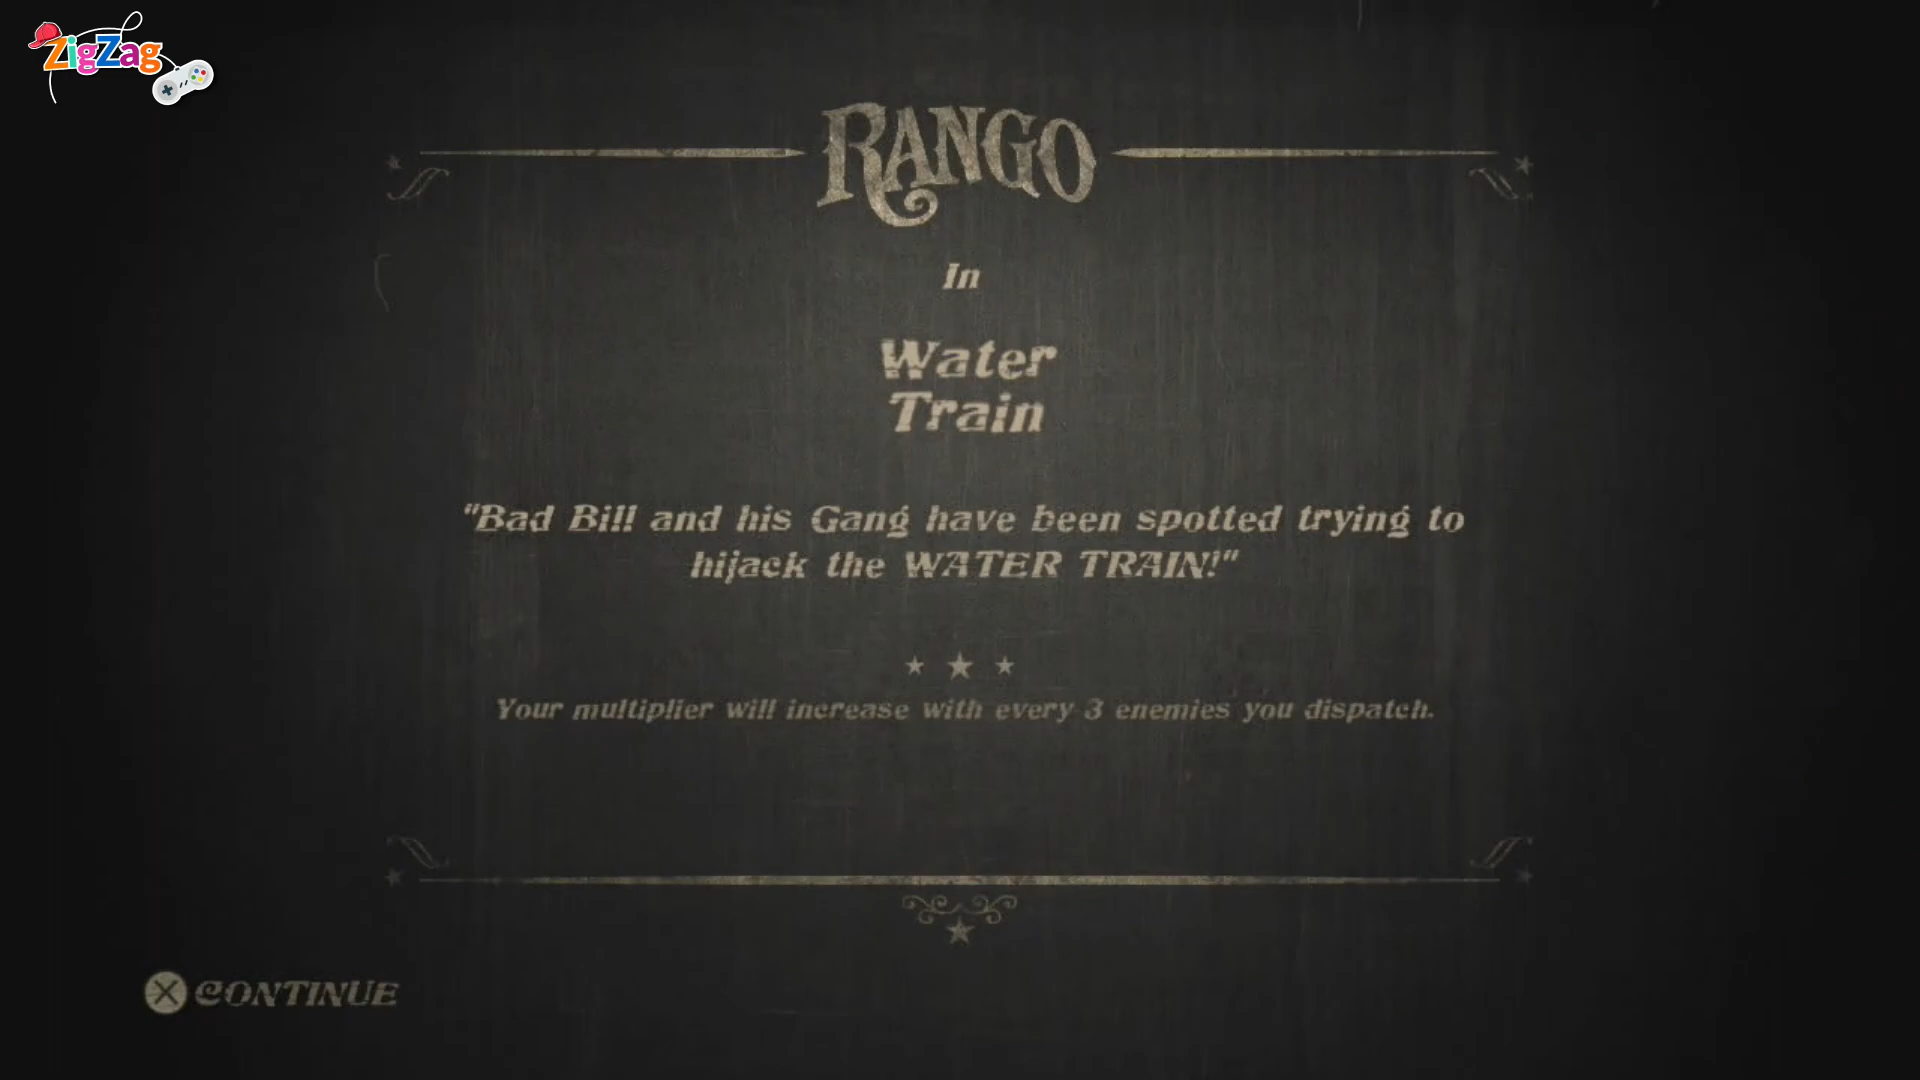 ZigZag
RANGO
In
Water
Train
"Bad Bill and his Gang have been spotted trying to
hijack the WATER TRAIN!"
Your multiplier will increase with every 3 enemies you dispatch.
CONTINUE